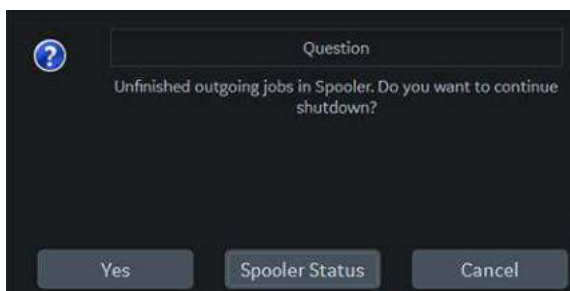 Question
Unfinished outgoing jobs in Spooler. Do you want to continue
shutdown?
Yes
Spooler Status
Cancel